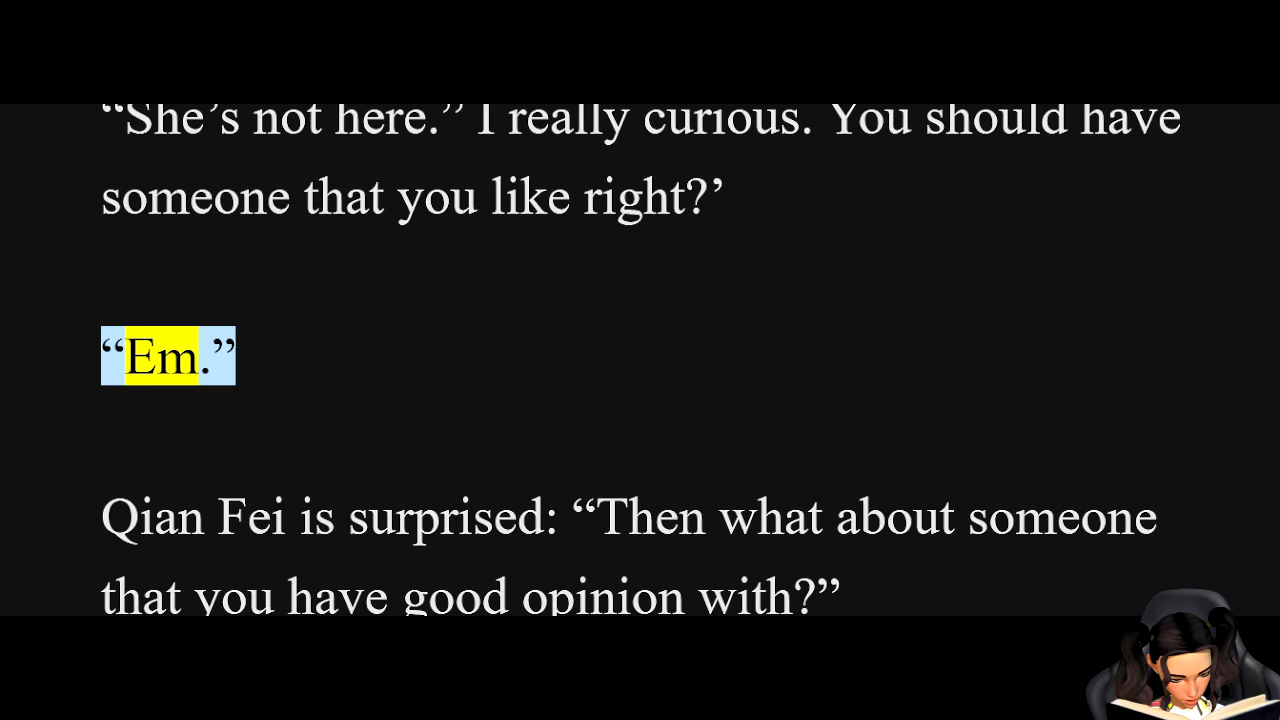 “She’s not here.” I really curious. You should have
someone that you like right?’
“Em.”
Qian Fei is surprised: “Then what about someone
that you have good opinion with?”